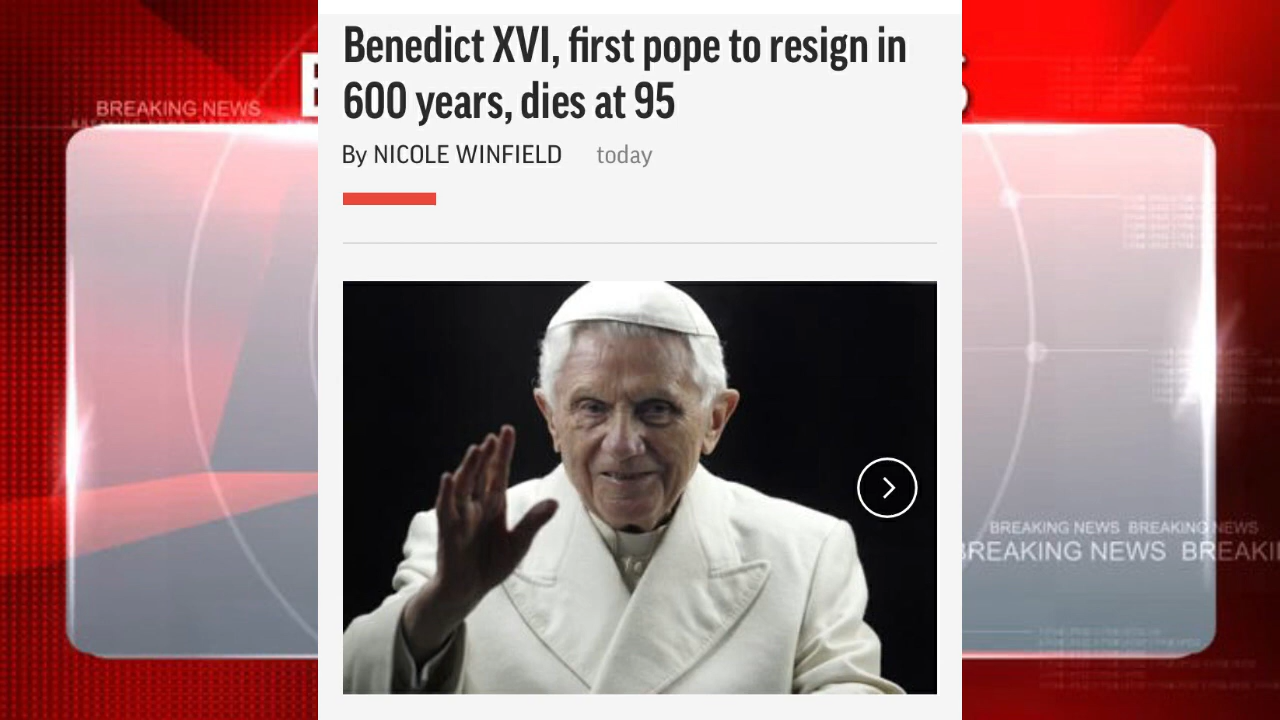 Benedict XVI, first pope to resign in
600 years, dies at 95
By NICOLE WINFIELD today
BREAKING NEWS
BREAKING NEWS BREAKING NEWS
BREAKING NEWS BREAKI